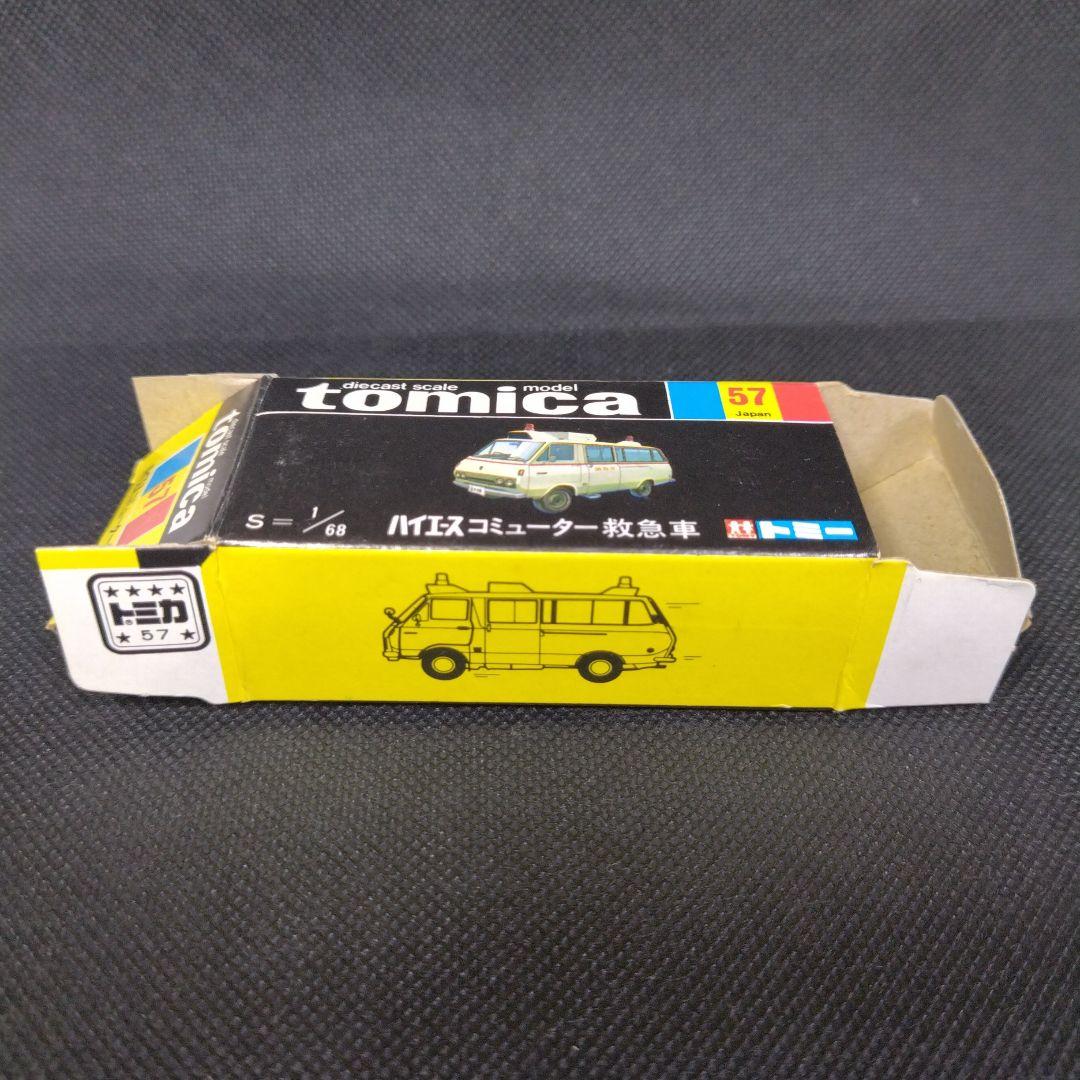 diecast scale model
tomica
57
Japan
S = 1/68
ハイエースコミューター救急車
トミー
tomica
57
トミカ
57